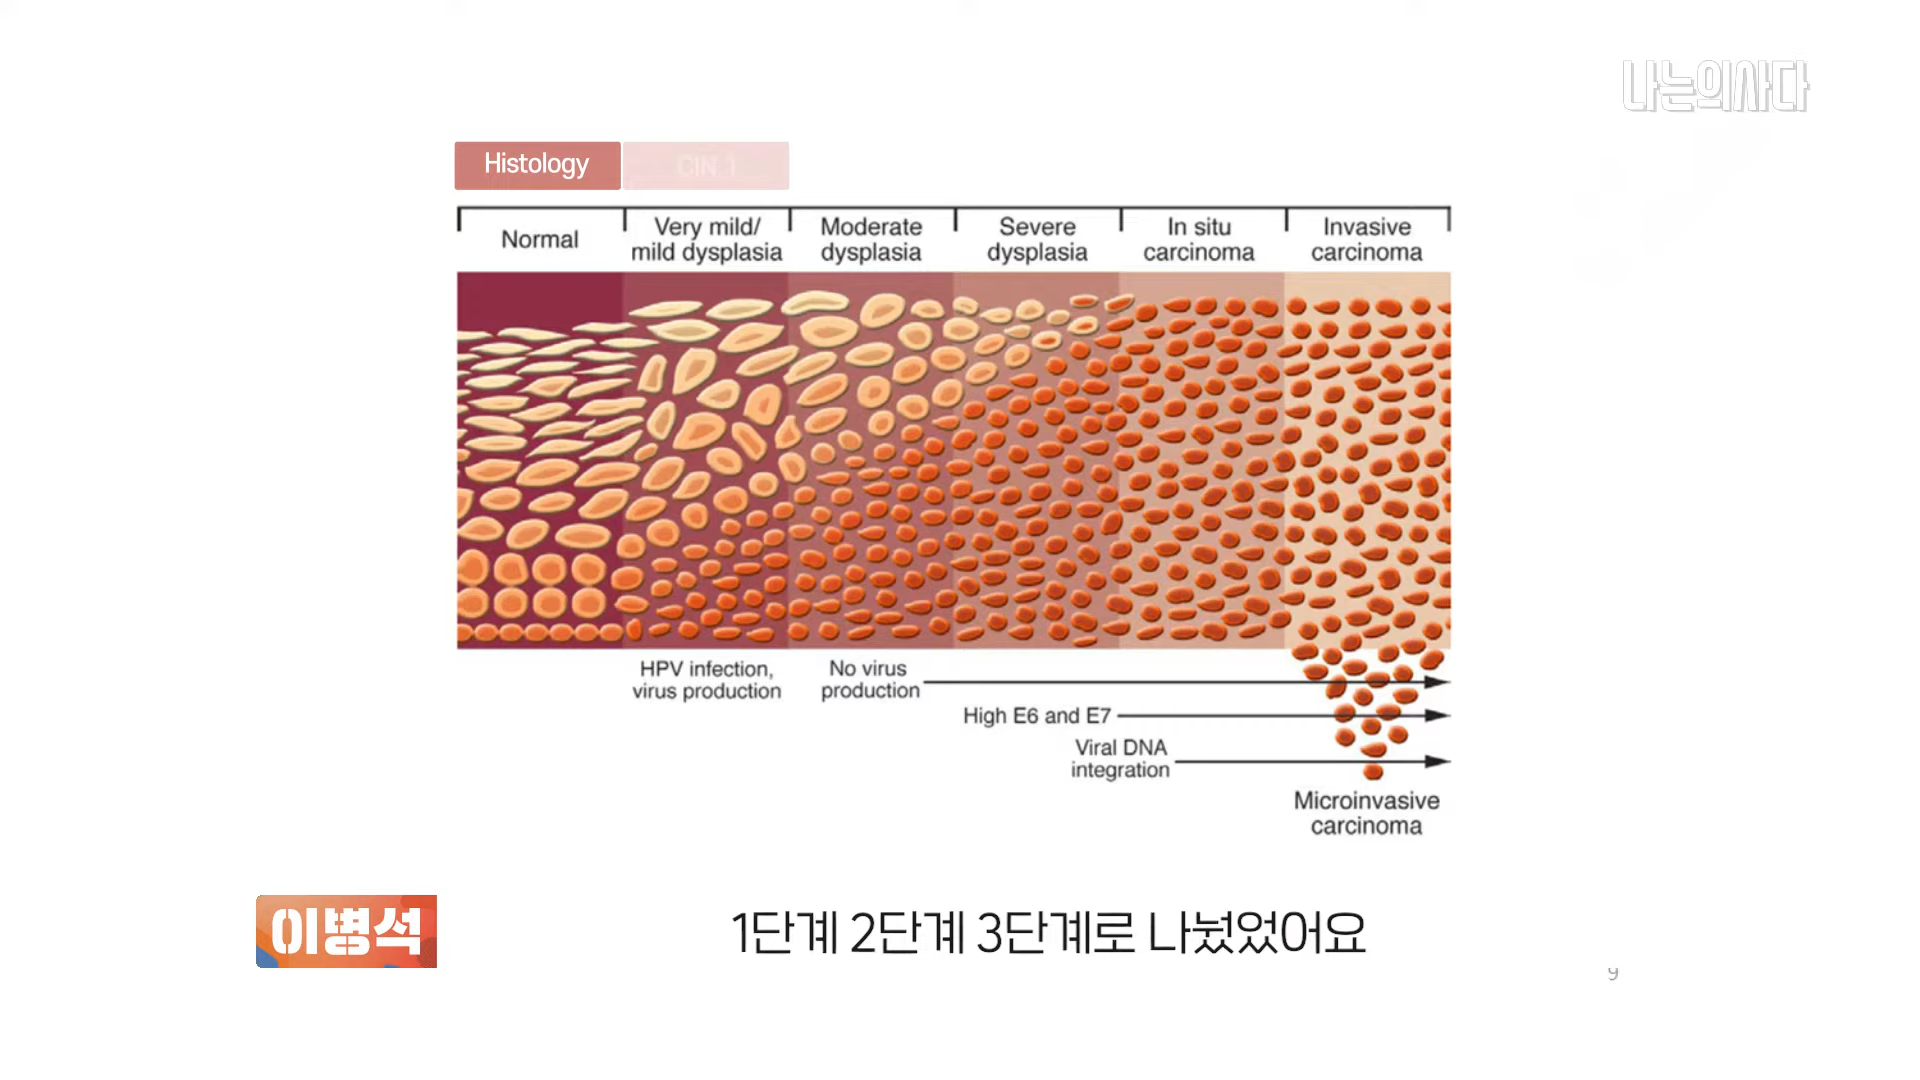 나는의사다
Histology
CIN 1
Normal
Very mild/
mild dysplasia
Moderate
dysplasia
Severe
dysplasia
In situ
carcinoma
Invasive
carcinoma
HPV infection,
virus production
No virus
production
High E6 and E7
Viral DNA
integration
Microinvasive
carcinoma
이병석
1단계 2단계 3단계로 나눴었어요
9